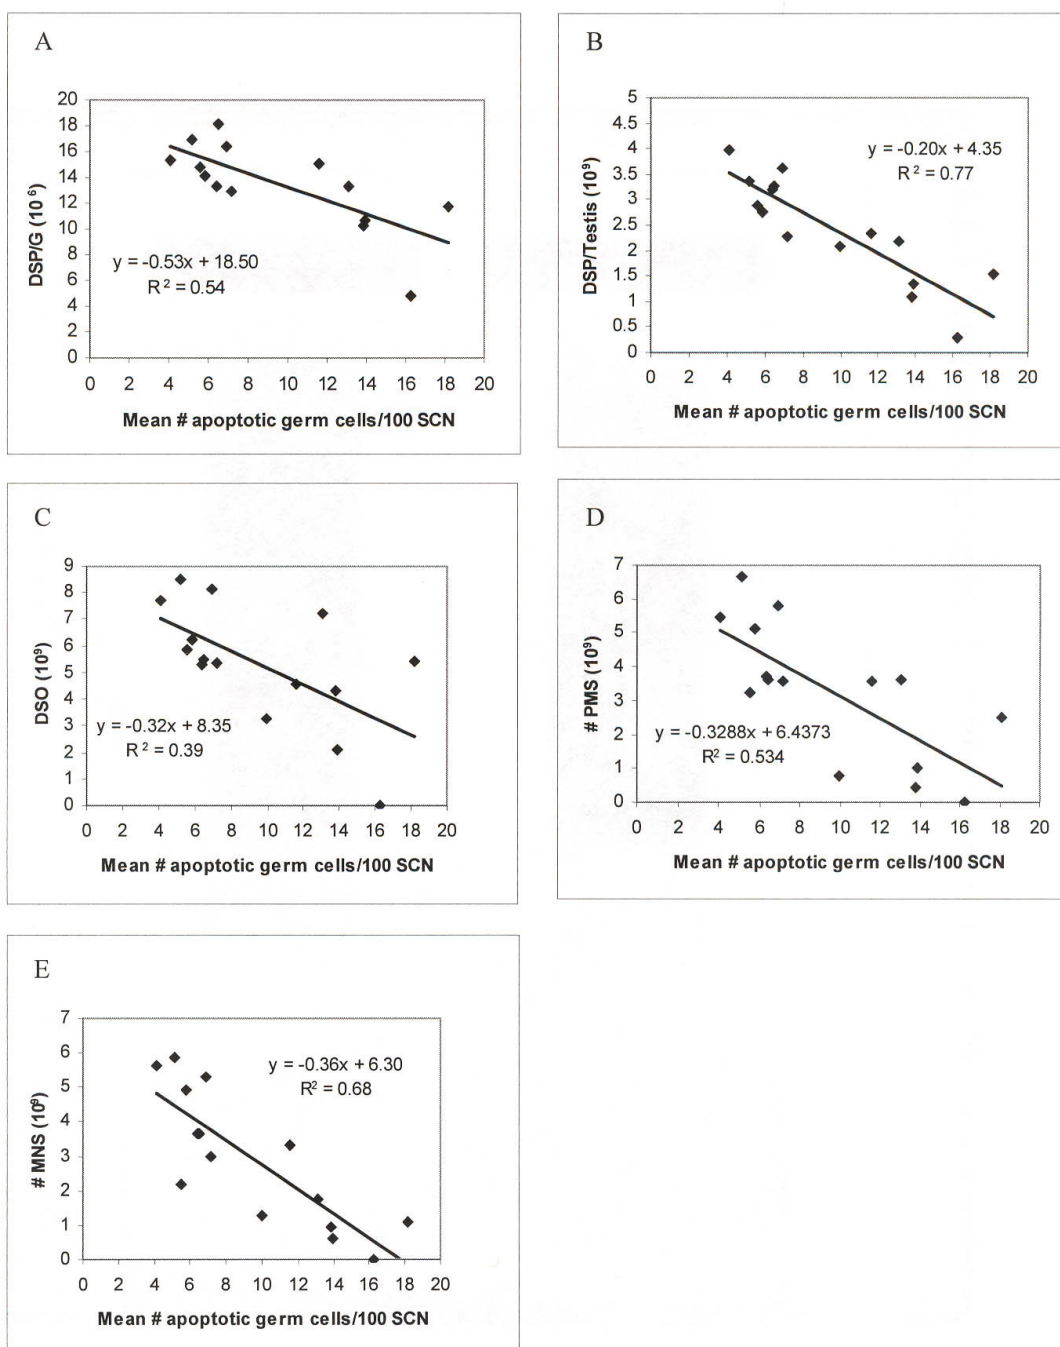 A
20
18
16
14
12
10
8
6
4
2
0
DSP/G (10⁶)
y = -0.53x + 18.50
R² = 0.54
0 2 4 6 8 10 12 14 16 18 20
Mean # apoptotic germ cells/100 SCN
B
5
4.5
4
3.5
3
2.5
2
1.5
1
0.5
0
DSP/Testis (10⁹)
y = -0.20x + 4.35
R² = 0.77
0 2 4 6 8 10 12 14 16 18 20
Mean # apoptotic germ cells/100 SCN
C
9
8
7
6
5
4
3
2
1
0
DSO (10⁹)
y = -0.32x + 8.35
R² = 0.39
0 2 4 6 8 10 12 14 16 18 20
Mean # apoptotic germ cells/100 SCN
D
7
6
5
4
3
2
1
0
# PMS (10⁹)
y = -0.3288x + 6.4373
R² = 0.534
0 2 4 6 8 10 12 14 16 18 20
Mean # apoptotic germ cells/100 SCN
E
7
6
5
4
3
2
1
0
# MNS (10⁹)
y = -0.36x + 6.30
R² = 0.68
0 2 4 6 8 10 12 14 16 18 20
Mean # apoptotic germ cells/100 SCN